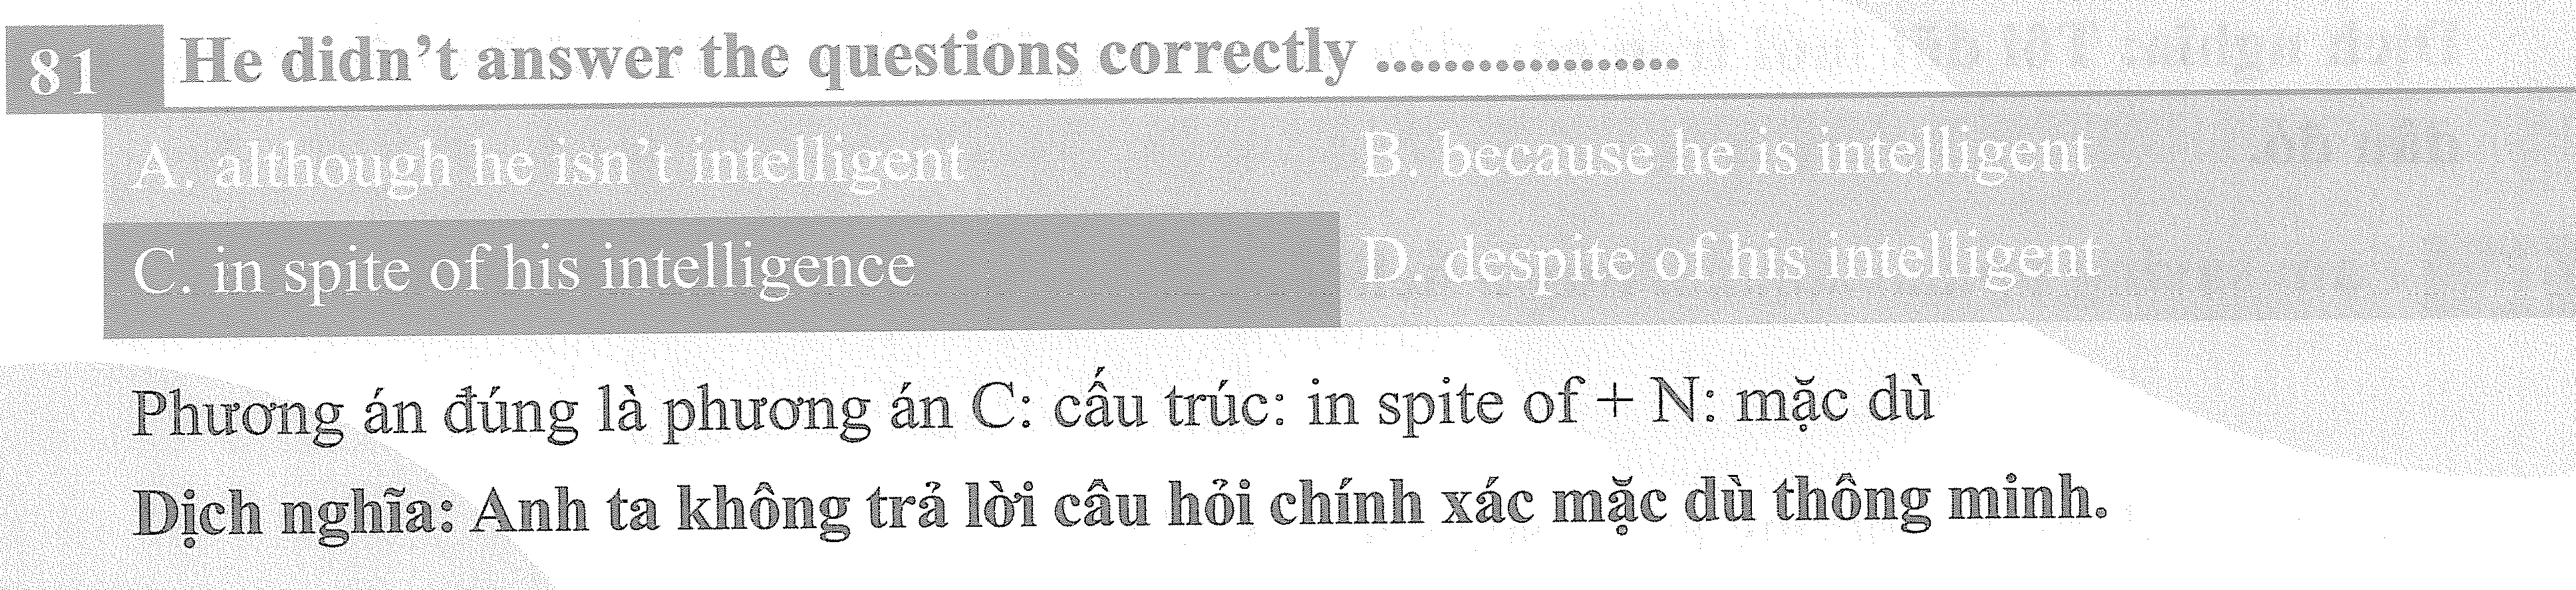 81 He didn't answer the questions correctly .................
A. although he isn't intelligent B. because he is intelligent
C. in spite of his intelligence D. despite of his intelligent
Phương án đúng là phương án C: cấu trúc: in spite of + N: mặc dù
Dịch nghĩa: Anh ta không trả lời câu hỏi chính xác mặc dù thông minh.